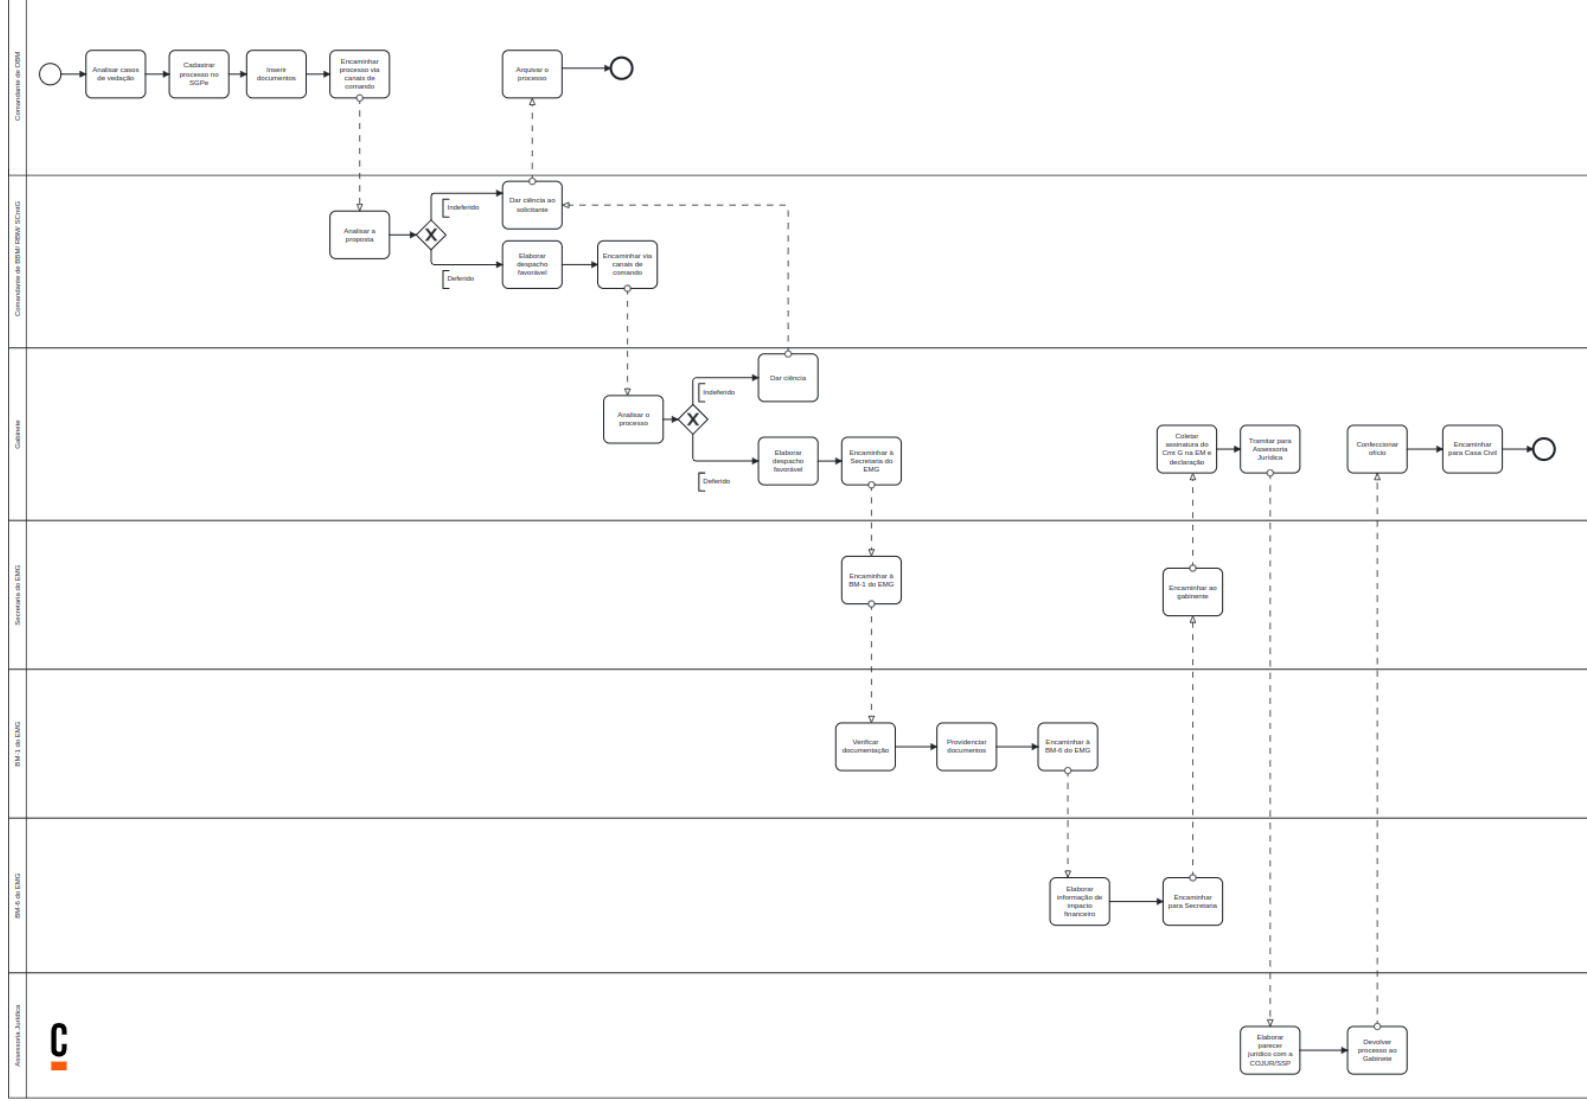 Comandante de OBM
Analisar casos
de vedação
Cadastrar
processo no
SGPe
Inserir
documentos
Encaminhar
processo via
canais de
comando
Arquivar o
processo
Comandante de BBM/ RBM/ SCmtG
Analisar a
proposta
X
Indeferido
Deferido
Dar ciência ao
solicitante
Elaborar
despacho
favorável
Encaminhar via
canais de
comando
Gabinete
Analisar o
processo
X
Indeferido
Deferido
Dar ciência
Elaborar
despacho
favorável
Encaminhar à
Secretaria do
EMG
Coletar
assinatura do
Cmt G na EM e
declaração
Tramitar para
Assessoria
Jurídica
Confeccionar
ofício
Encaminhar
para Casa Civil
Secretaria do EMG
Encaminhar à
BM-1 do EMG
Encaminhar ao
gabinente
BM-1 do EMG
Verificar
documentação
Providenciar
documentos
Encaminhar à
BM-6 do EMG
BM-6 do EMG
Elaborar
informação de
impacto
financeiro
Encaminhar
para Secretaria
Assessoria Jurídica
C
Elaborar
parecer
jurídico com a
COJUR/SSP
Devolver
processo ao
Gabinete